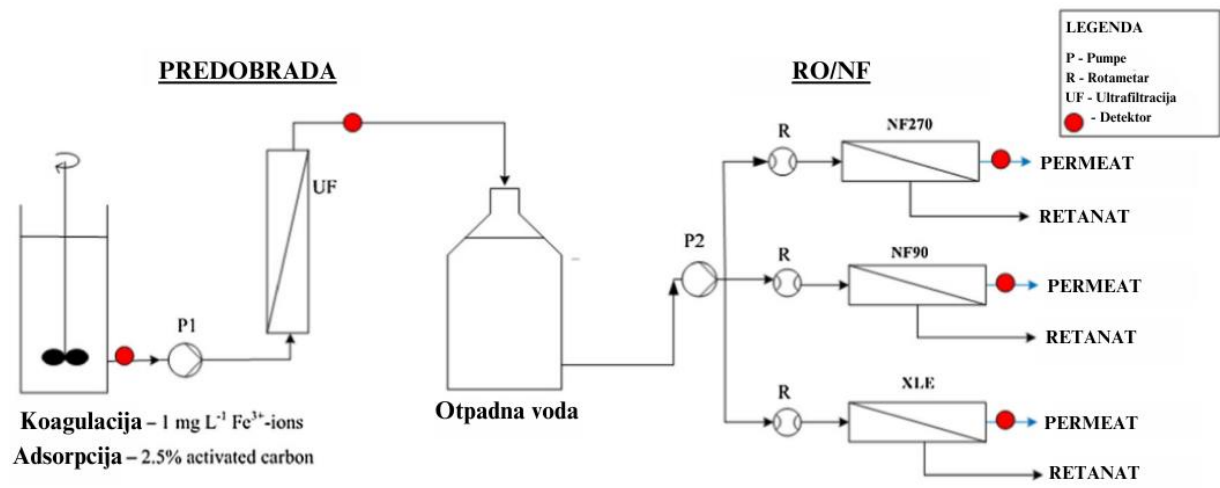 PREDOBRADA
UF
P1
Koagulacija – 1 mg L⁻¹ Fe³⁺-ions
Adsorpcija – 2.5% activated carbon
Otpadna voda
RO/NF
P2
R
NF270
PERMEAT
RETANAT
R
NF90
PERMEAT
RETANAT
R
XLE
PERMEAT
RETANAT
LEGENDA
P - Pumpe
R - Rotametar
UF - Ultrafiltracija
- Detektor